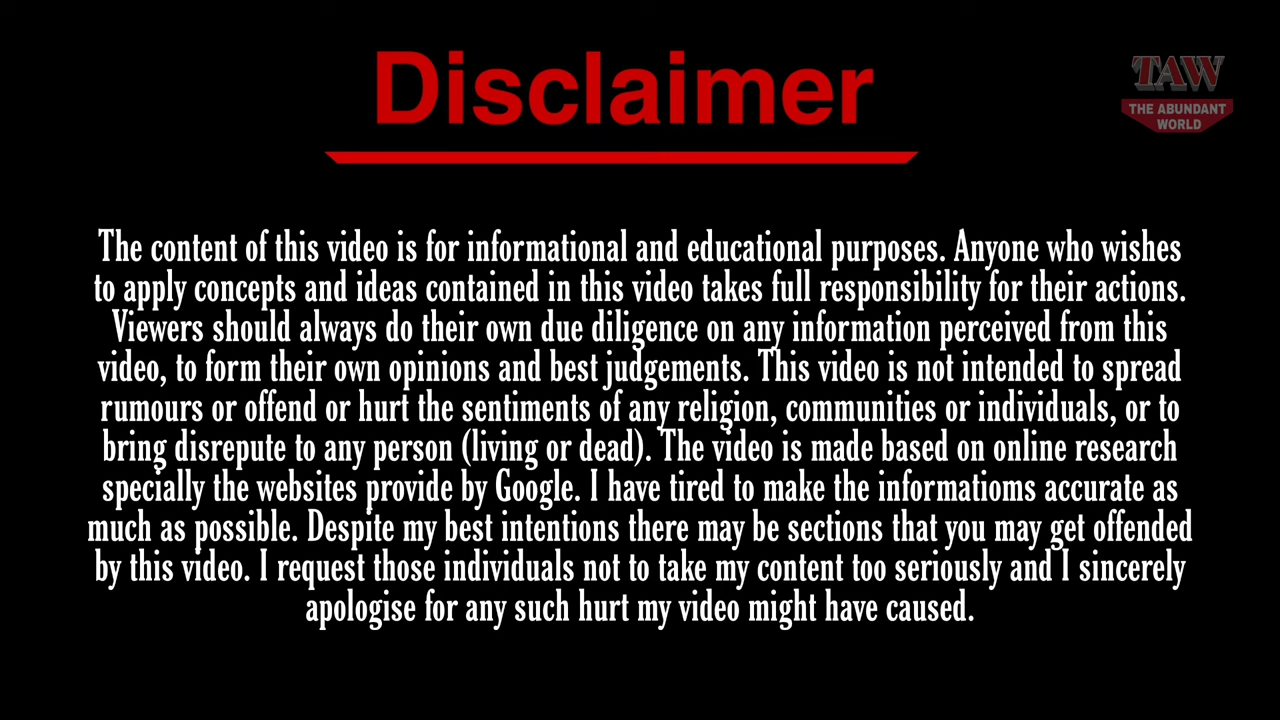 Disclaimer
TAW
THE ABUNDANT
WORLD
The content of this video is for informational and educational purposes. Anyone who wishes
to apply concepts and ideas contained in this video takes full responsibility for their actions.
Viewers should always do their own due diligence on any information perceived from this
video, to form their own opinions and best judgements. This video is not intended to spread
rumours or offend or hurt the sentiments of any religion, communities or individuals, or to
bring disrepute to any person (living or dead). The video is made based on online research
specially the websites provide by Google. I have tired to make the informatioms accurate as
much as possible. Despite my best intentions there may be sections that you may get offended
by this video. I request those individuals not to take my content too seriously and I sincerely
apologise for any such hurt my video might have caused.